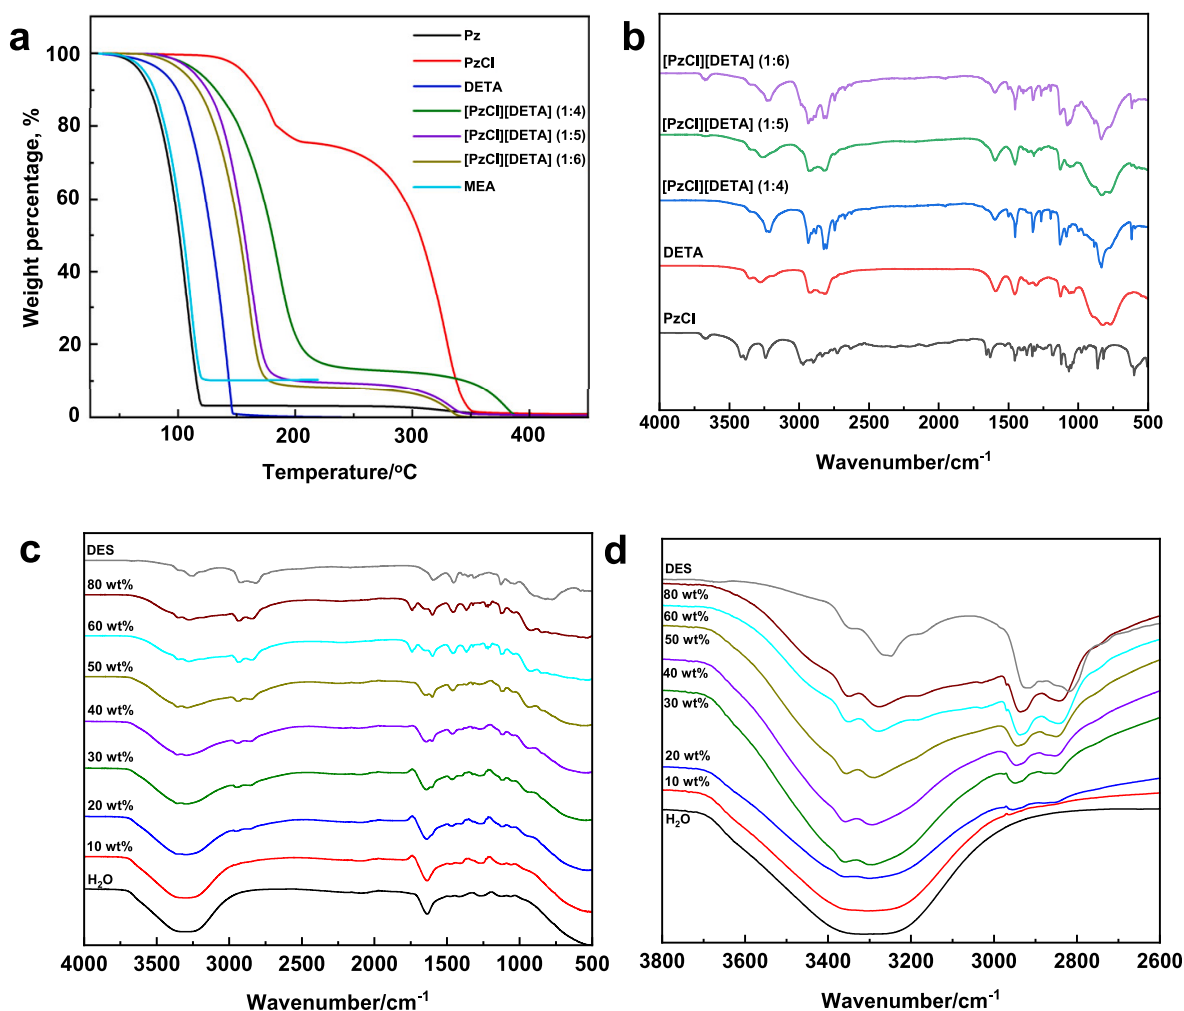 a
Weight percentage, %
100
80
60
40
20
0
100
200
300
400
Temperature/°C
Pz
PzCl
DETA
[PzCl][DETA] (1:4)
[PzCl][DETA] (1:5)
[PzCl][DETA] (1:6)
MEA
b
[PzCl][DETA] (1:6)
[PzCl][DETA] (1:5)
[PzCl][DETA] (1:4)
DETA
PzCl
4000 3500 3000 2500 2000 1500 1000 500
Wavenumber/cm-1
c
DES
80 wt%
60 wt%
50 wt%
40 wt%
30 wt%
20 wt%
10 wt%
H2O
4000 3500 3000 2500 2000 1500 1000 500
Wavenumber/cm-1
d
DES
80 wt%
60 wt%
50 wt%
40 wt%
30 wt%
20 wt%
10 wt%
H2O
3800 3600 3400 3200 3000 2800 2600
Wavenumber/cm-1